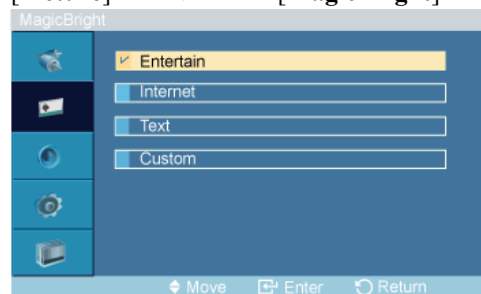 MagicBright
Entertain
Internet
Text
Custom
Move Enter Return